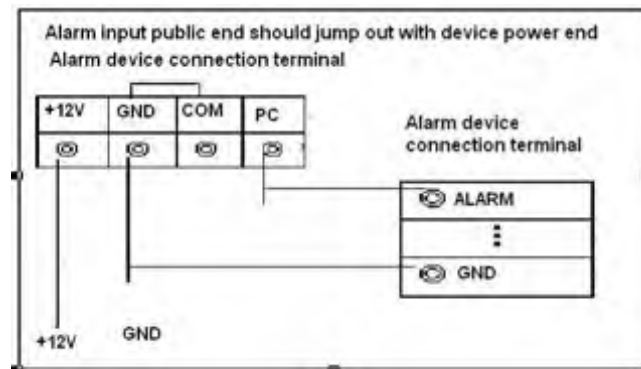 Alarm input public end should jump out with device power end
Alarm device connection terminal
+12V GND COM PC
Alarm device
connection terminal
ALARM
GND
+12V GND